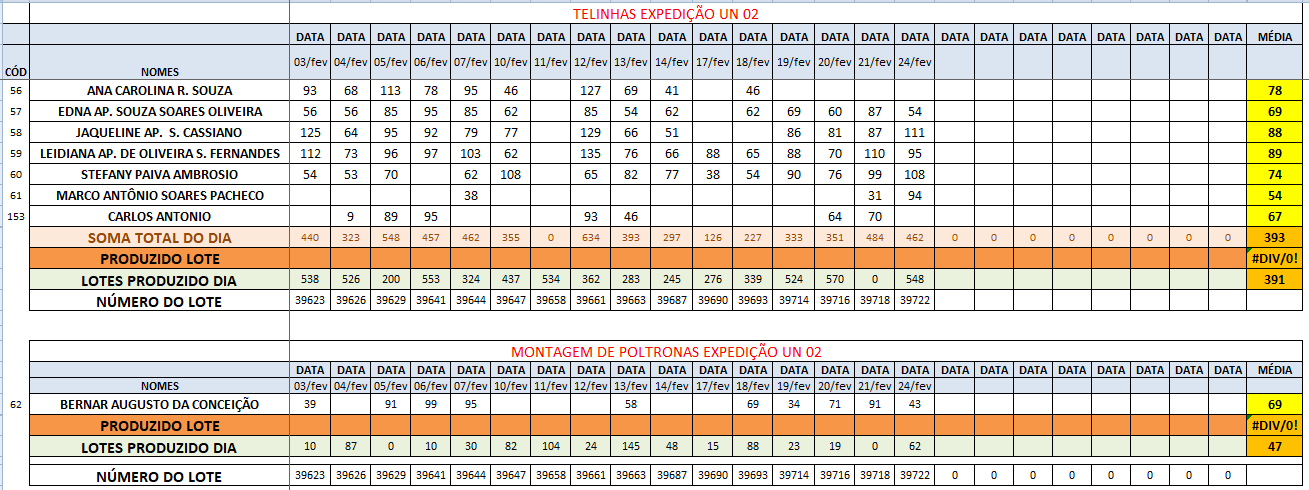 TELINHAS EXPEDIÇÃO UN 02
DATA DATA DATA DATA DATA DATA DATA DATA DATA DATA DATA DATA DATA DATA DATA DATA DATA DATA DATA DATA DATA DATA DATA DATA MÉDIA
CÓD NOMES 03/fev 04/fev 05/fev 06/fev 07/fev 10/fev 11/fev 12/fev 13/fev 14/fev 17/fev 18/fev 19/fev 20/fev 21/fev 24/fev
56 ANA CAROLINA R. SOUZA 93 68 113 78 95 46 127 69 41 46 78
57 EDNA AP. SOUZA SOARES OLIVEIRA 56 56 85 95 85 62 85 54 62 62 69 60 87 54 69
58 JAQUELINE AP. S. CASSIANO 125 64 95 92 79 77 129 66 51 86 81 87 111 88
59 LEIDIANA AP. DE OLIVEIRA S. FERNANDES 112 73 96 97 103 62 135 76 66 88 65 88 70 110 95 89
60 STEFANY PAIVA AMBROSIO 54 53 70 62 108 65 82 77 38 54 90 76 99 108 74
61 MARCO ANTÔNIO SOARES PACHECO 38 31 94 54
153 CARLOS ANTONIO 9 89 95 93 46 64 70 67
SOMA TOTAL DO DIA 440 323 548 457 462 355 0 634 393 297 126 227 333 351 484 462 0 0 0 0 0 0 0 0 393
PRODUZIDO LOTE #DIV/0!
LOTES PRODUZIDO DIA 538 526 200 553 324 437 534 362 283 245 276 339 524 570 0 548 391
NÚMERO DO LOTE 39623 39626 39629 39641 39644 39647 39658 39661 39663 39687 39690 39693 39714 39716 39718 39722
MONTAGEM DE POLTRONAS EXPEDIÇÃO UN 02
DATA DATA DATA DATA DATA DATA DATA DATA DATA DATA DATA DATA DATA DATA DATA DATA DATA DATA DATA DATA DATA DATA DATA DATA MÉDIA
NOMES 03/fev 04/fev 05/fev 06/fev 07/fev 10/fev 11/fev 12/fev 13/fev 14/fev 17/fev 18/fev 19/fev 20/fev 21/fev 24/fev
62 BERNAR AUGUSTO DA CONCEIÇÃO 39 91 99 95 58 69 34 71 91 43 69
PRODUZIDO LOTE #DIV/0!
LOTES PRODUZIDO DIA 10 87 0 10 30 82 104 24 145 48 15 88 23 19 0 62 47
NÚMERO DO LOTE 39623 39626 39629 39641 39644 39647 39658 39661 39663 39687 39690 39693 39714 39716 39718 39722 0 0 0 0 0 0 0